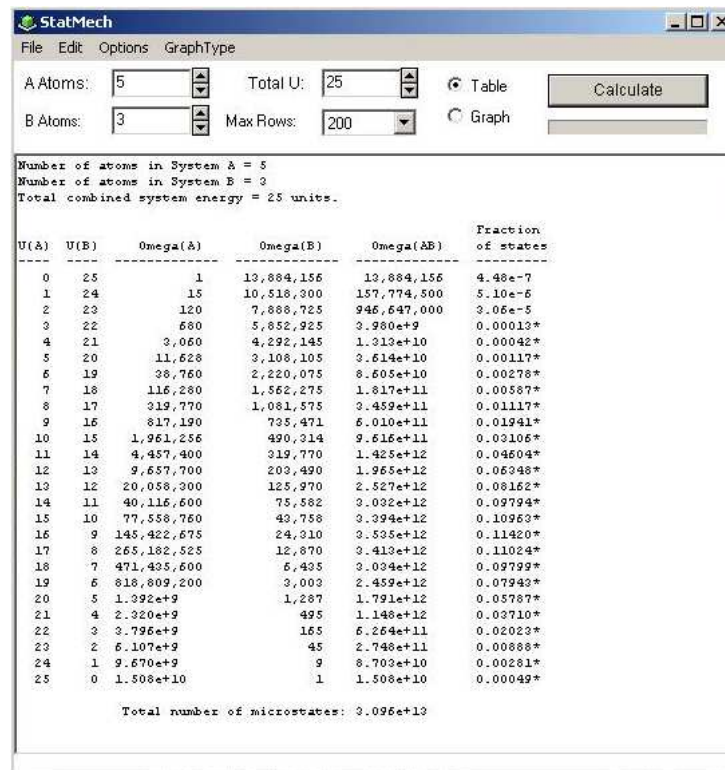 StatMech
File Edit Options GraphType
A Atoms: 5 Total U: 25 Table Calculate
B Atoms: 3 Max Rows: 200 Graph
Number of atoms in System A = 5
Number of atoms in System B = 3
Total combined system energy = 25 units.
Fraction
U(A) U(B) Omega(A) Omega(B) Omega(AB) of states
---- ---- ------------- ------------- ------------- ---------
0 25 1 13,884,156 13,884,156 4.48e-7
1 24 15 10,518,300 157,774,500 5.10e-6
2 23 120 7,888,725 946,647,000 3.06e-5
3 22 680 5,852,925 3.980e+9 0.00013*
4 21 3,060 4,292,145 1.313e+10 0.00042*
5 20 11,628 3,108,105 3.614e+10 0.00117*
6 19 38,760 2,220,075 8.605e+10 0.00278*
7 18 116,280 1,562,275 1.817e+11 0.00587*
8 17 319,770 1,081,575 3.459e+11 0.01117*
9 16 817,190 735,471 6.010e+11 0.01941*
10 15 1,961,256 490,314 9.616e+11 0.03106*
11 14 4,457,400 319,770 1.425e+12 0.04604*
12 13 9,657,700 203,490 1.965e+12 0.06348*
13 12 20,058,300 125,970 2.527e+12 0.08162*
14 11 40,116,600 75,582 3.032e+12 0.09794*
15 10 77,558,760 43,758 3.394e+12 0.10963*
16 9 145,422,675 24,310 3.535e+12 0.11420*
17 8 265,182,525 12,870 3.413e+12 0.11024*
18 7 471,435,600 6,435 3.034e+12 0.09799*
19 6 818,809,200 3,003 2.459e+12 0.07943*
20 5 1.392e+9 1,287 1.791e+12 0.05787*
21 4 2.320e+9 495 1.148e+12 0.03710*
22 3 3.796e+9 165 6.264e+11 0.02023*
23 2 6.107e+9 45 2.748e+11 0.00888*
24 1 9.670e+9 9 8.703e+10 0.00281*
25 0 1.508e+10 1 1.508e+10 0.00049*
Total number of microstates: 3.096e+13